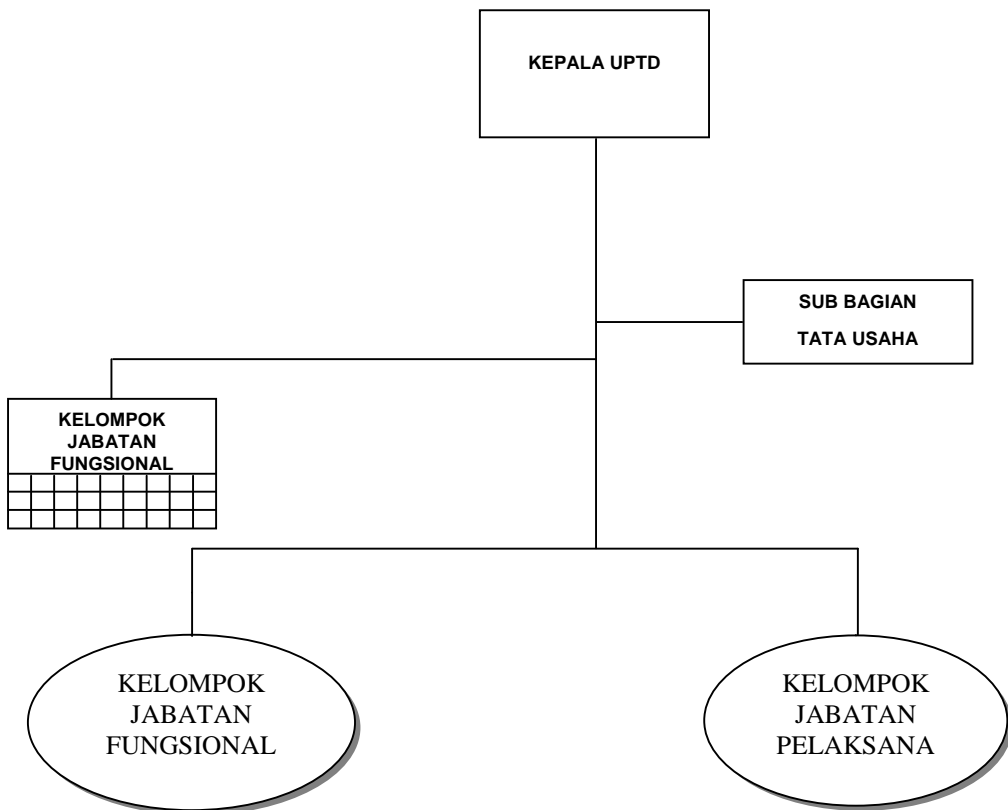 KEPALA UPTD
SUB BAGIAN
TATA USAHA
KELOMPOK
JABATAN
FUNGSIONAL
KELOMPOK
JABATAN
FUNGSIONAL
KELOMPOK
JABATAN
PELAKSANA